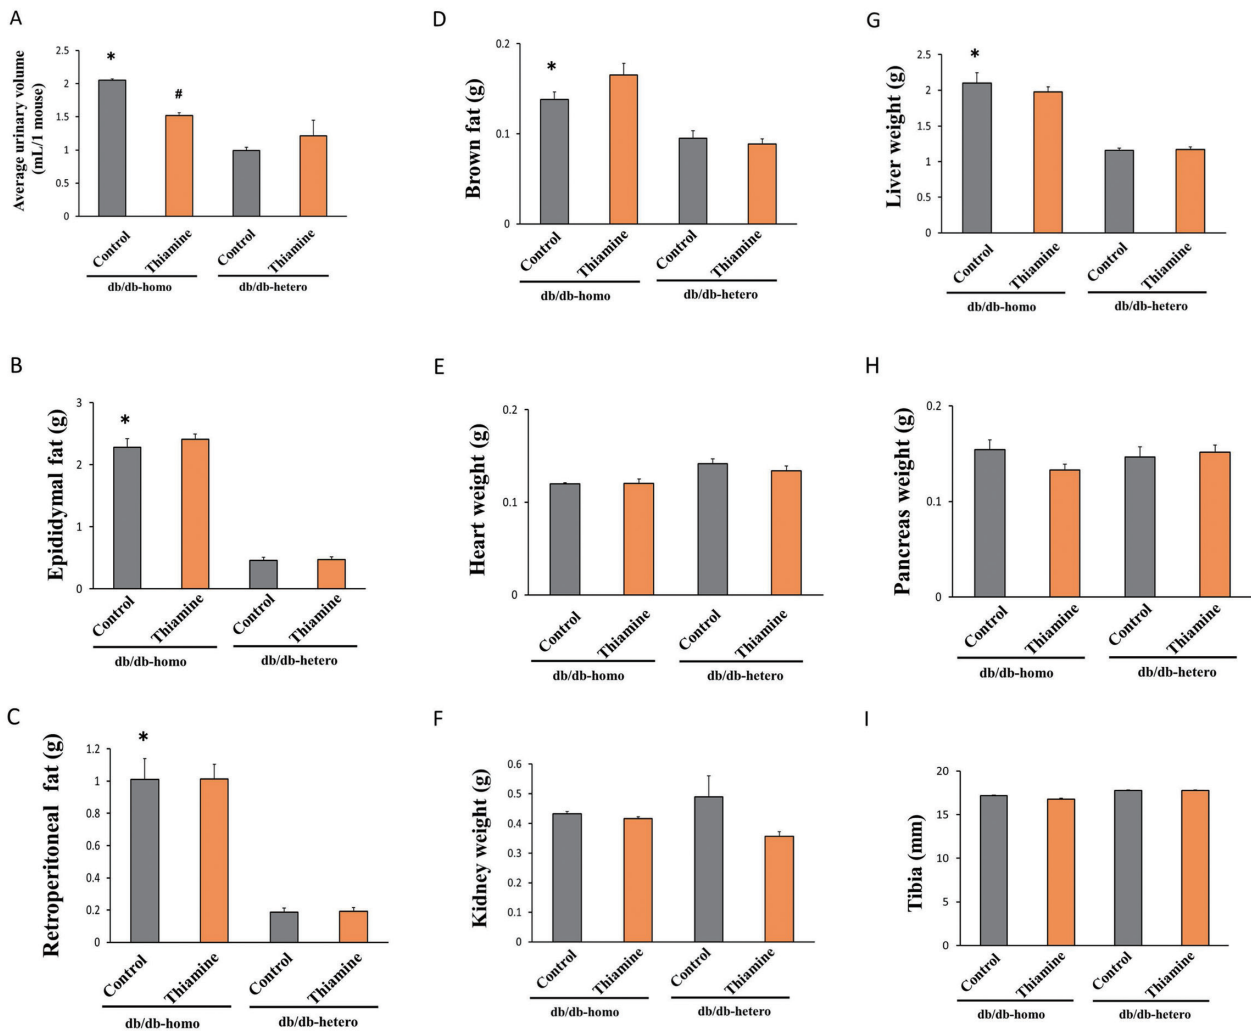 A
Average urinary volume
(mL/1 mouse)
2.5
2
1.5
1
0.5
0
*
#
Control
Thiamine
Control
Thiamine
db/db-homo
db/db-hetero
D
Brown fat (g)
0.2
0.1
0
*
Control
Thiamine
Control
Thiamine
db/db-homo
db/db-hetero
G
Liver weight (g)
2.5
2
1.5
1
0.5
0
*
Control
Thiamine
Control
Thiamine
db/db-homo
db/db-hetero
B
Epididymal fat (g)
3
2
1
0
*
Control
Thiamine
Control
Thiamine
db/db-homo
db/db-hetero
E
Heart weight (g)
0.2
0.1
0
Control
Thiamine
Control
Thiamine
db/db-homo
db/db-hetero
H
Pancreas weight (g)
0.2
0.1
0
Control
Thiamine
Control
Thiamine
db/db-homo
db/db-hetero
C
Retroperitoneal fat (g)
1.2
1
0.8
0.6
0.4
0.2
0
*
Control
Thiamine
Control
Thiamine
db/db-homo
db/db-hetero
F
Kidney weight (g)
0.6
0.5
0.4
0.3
0.2
0.1
0
Control
Thiamine
Control
Thiamine
db/db-homo
db/db-hetero
I
Tibia (mm)
20
15
10
5
0
Control
Thiamine
Control
Thiamine
db/db-homo
db/db-hetero